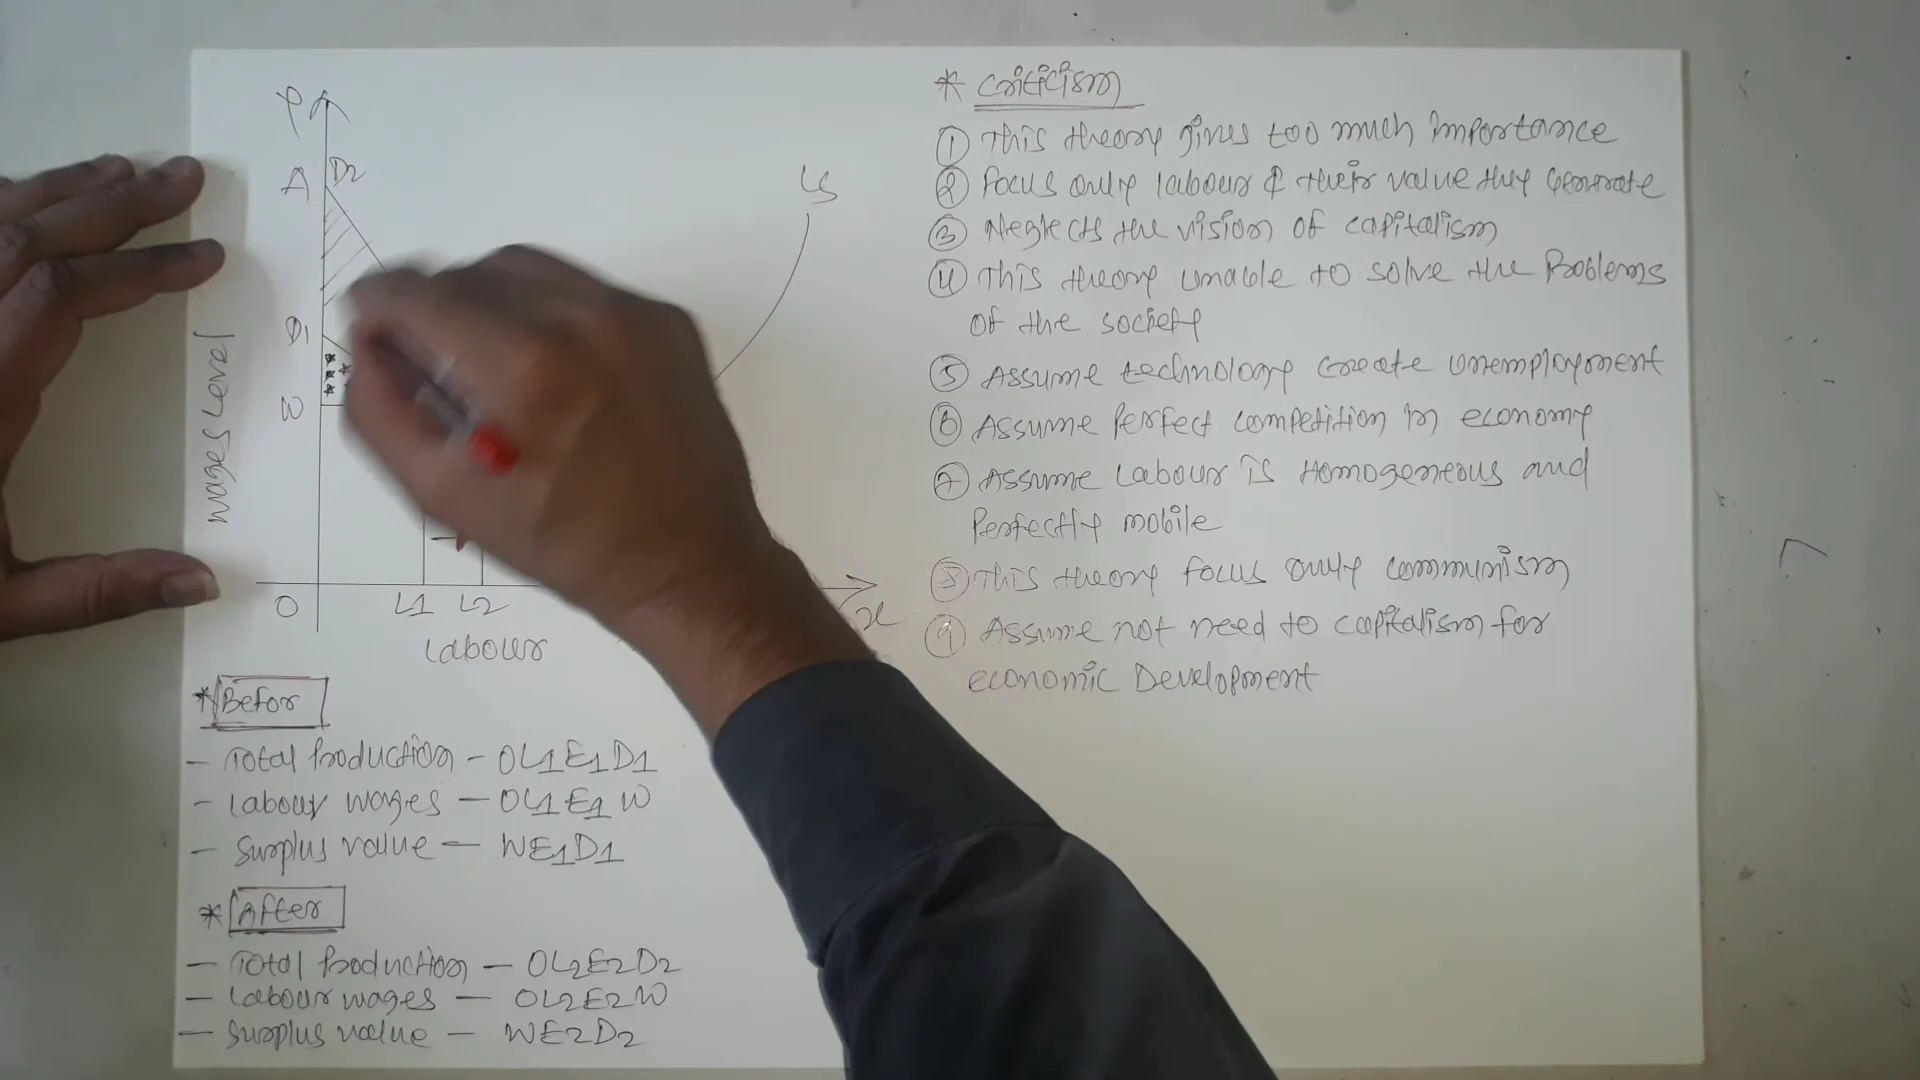 P
A D2
D1
W
wages Level
LS
O L1 L2
x
Labour
* Befor
- Total Production - OL1E1D1
- Labour wages - OL1E1W
- Surplus value - WE1D1
* After
- Total Production - OL2E2D2
- Labour wages - OL2E2W
- Surplus value - WE2D2
* Criticism
① This theory gives too much importance
② Focus only labour & their value they Generate
③ Neglects the vision of capitalism
④ This theory unable to solve the Problems
of the society
⑤ Assume technology create unemployment
⑥ Assume Perfect competition in economy
⑦ Assume Labour is Homogeneous and
Perfectly mobile
⑧ This theory focus only communism
⑨ Assume not need to capitalism for
economic Development